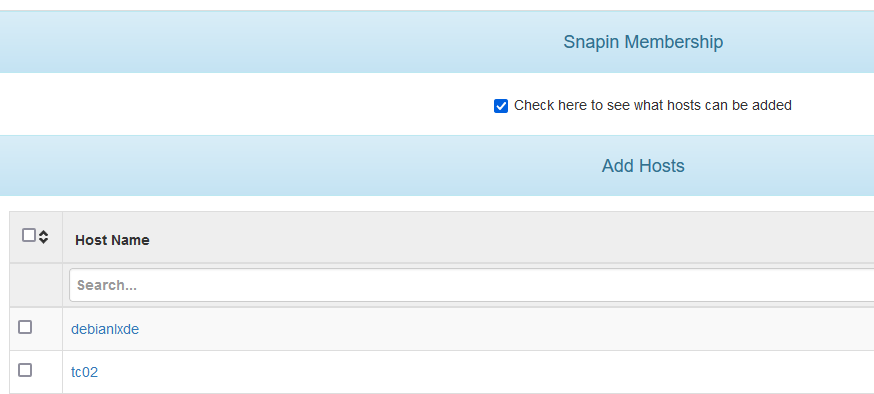 Snapin Membership
Check here to see what hosts can be added
Add Hosts
Host Name
Search...
debianlxde
tc02